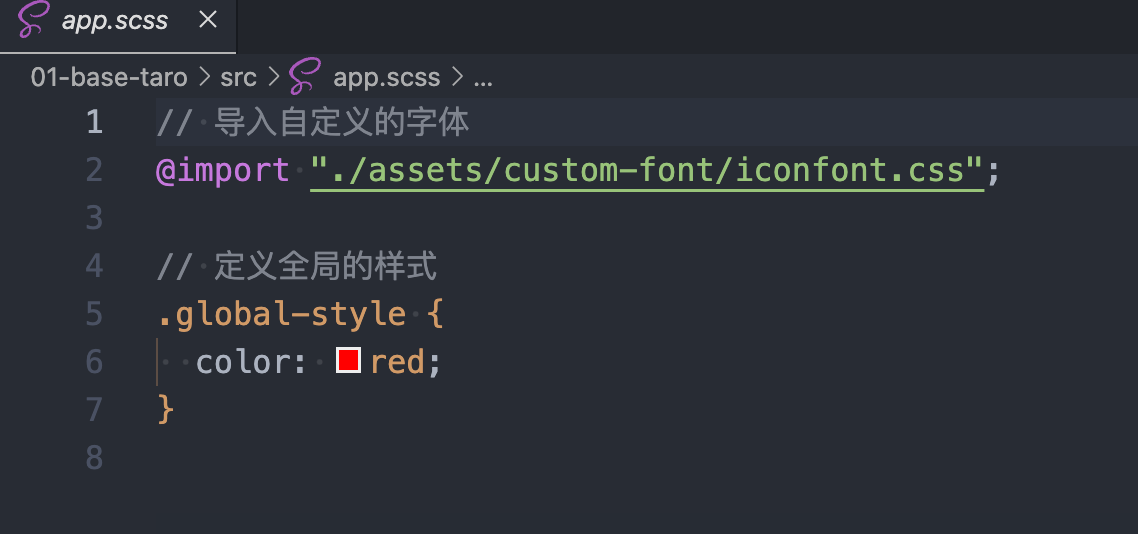 app.scss
01-base-taro > src > app.scss > ...
1 // 导入自定义的字体
2 @import "./assets/custom-font/iconfont.css";
3
4 // 定义全局的样式
5 .global-style {
6 color: red;
7 }
8